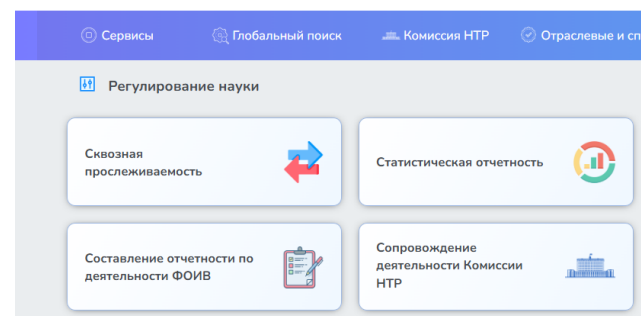 Сервисы
Глобальный поиск
Комиссия НТР
Отраслевые и сп
Регулирование науки
Сквозная
прослеживаемость
Статистическая отчетность
Составление отчетности по
деятельности ФОИВ
Сопровождение
деятельности Комиссии
НТР